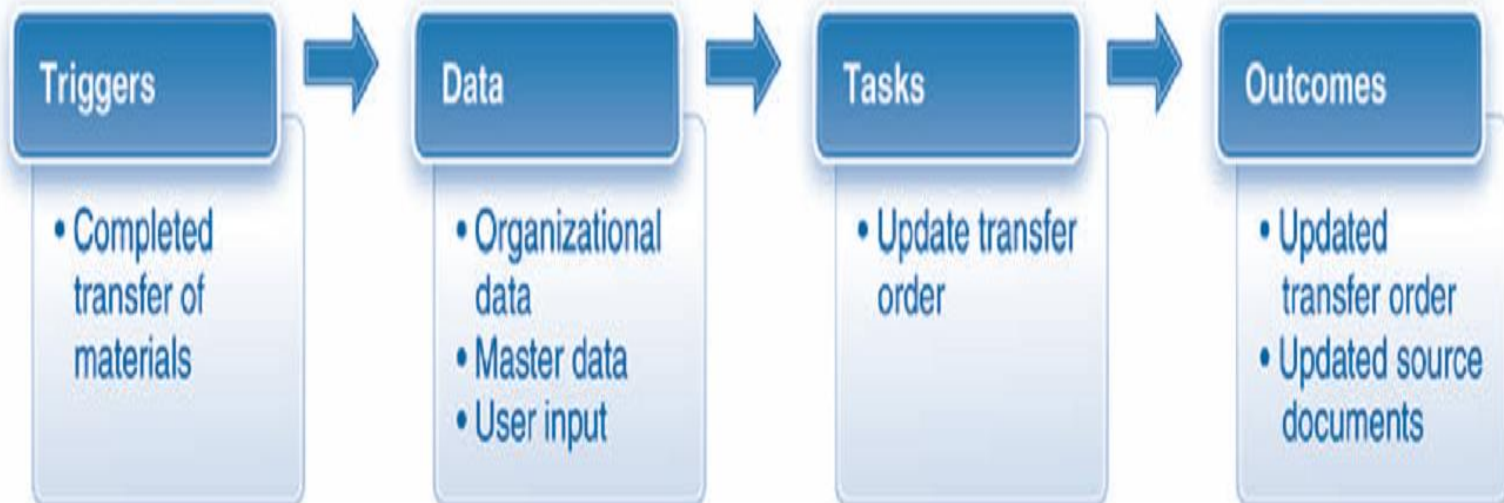 Triggers
• Completed
transfer of
materials
Data
• Organizational
data
• Master data
• User input
Tasks
• Update transfer
order
Outcomes
• Updated
transfer order
• Updated source
documents